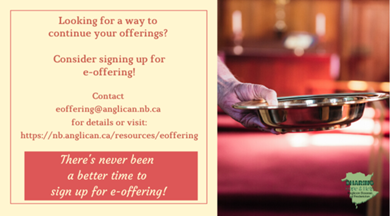 Looking for a way to
continue your offerings?
Consider signing up for
e-offering!
Contact
eoffering@anglican.nb.ca
for details or visit:
https://nb.anglican.ca/resources/eoffering
There's never been
a better time to
sign up for e-offering!